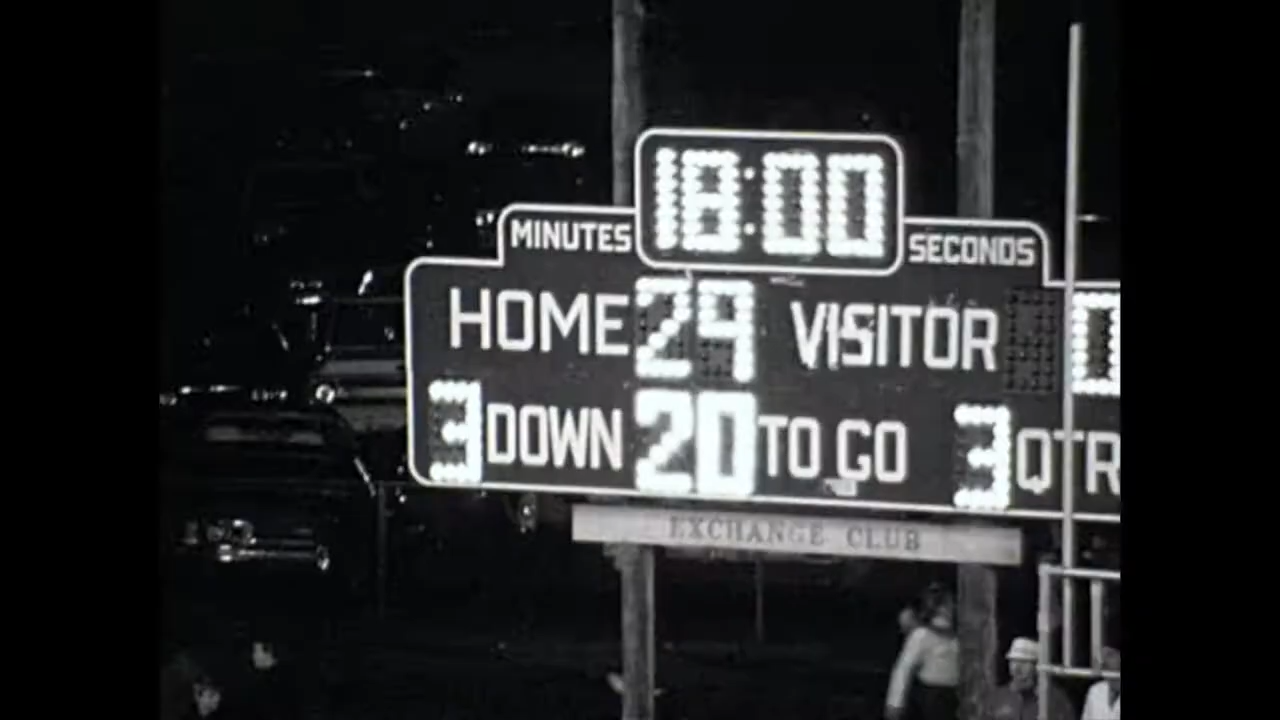 18:00
MINUTES SECONDS
HOME 29 VISITOR 0
3 DOWN 20 TO GO 3 QTR
EXCHANGE CLUB